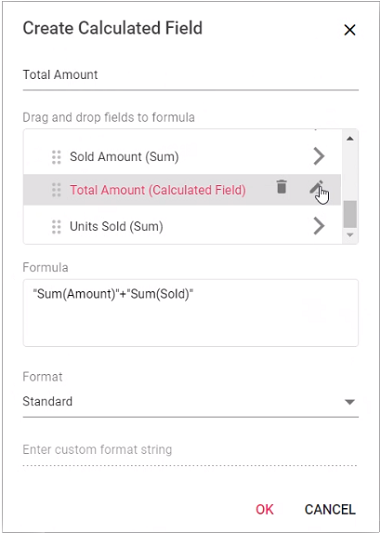 Create Calculated Field
Total Amount
Drag and drop fields to formula
Sold Amount (Sum)
Total Amount (Calculated Field)
Units Sold (Sum)
Formula
"Sum(Amount)"+"Sum(Sold)"
Format
Standard
Enter custom format string
OK CANCEL